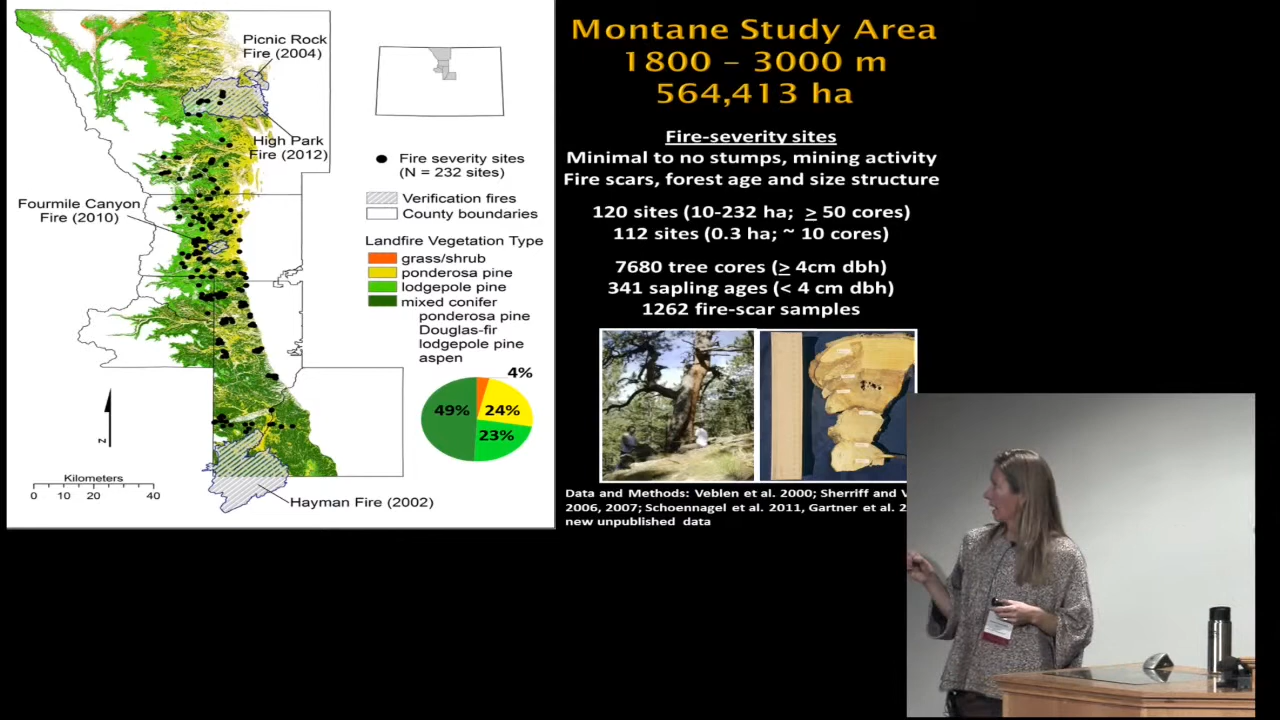 Picnic Rock
Fire (2004)
High Park
Fire (2012)
Fourmile Canyon
Fire (2010)
Hayman Fire (2002)
N
Kilometers
0 10 20 40
Fire severity sites
(N = 232 sites)
Verification fires
County boundaries
Landfire Vegetation Type
grass/shrub
ponderosa pine
lodgepole pine
mixed conifer
ponderosa pine
Douglas-fir
lodgepole pine
aspen
4%
49%
24%
23%
Montane Study Area
1800 – 3000 m
564,413 ha
Fire-severity sites
Minimal to no stumps, mining activity
Fire scars, forest age and size structure
120 sites (10-232 ha; ≥ 50 cores)
112 sites (0.3 ha; ~ 10 cores)
7680 tree cores (≥ 4cm dbh)
341 sapling ages (< 4 cm dbh)
1262 fire-scar samples
Data and Methods: Veblen et al. 2000; Sherriff and
2006, 2007; Schoennagel et al. 2011, Gartner et al.
new unpublished data